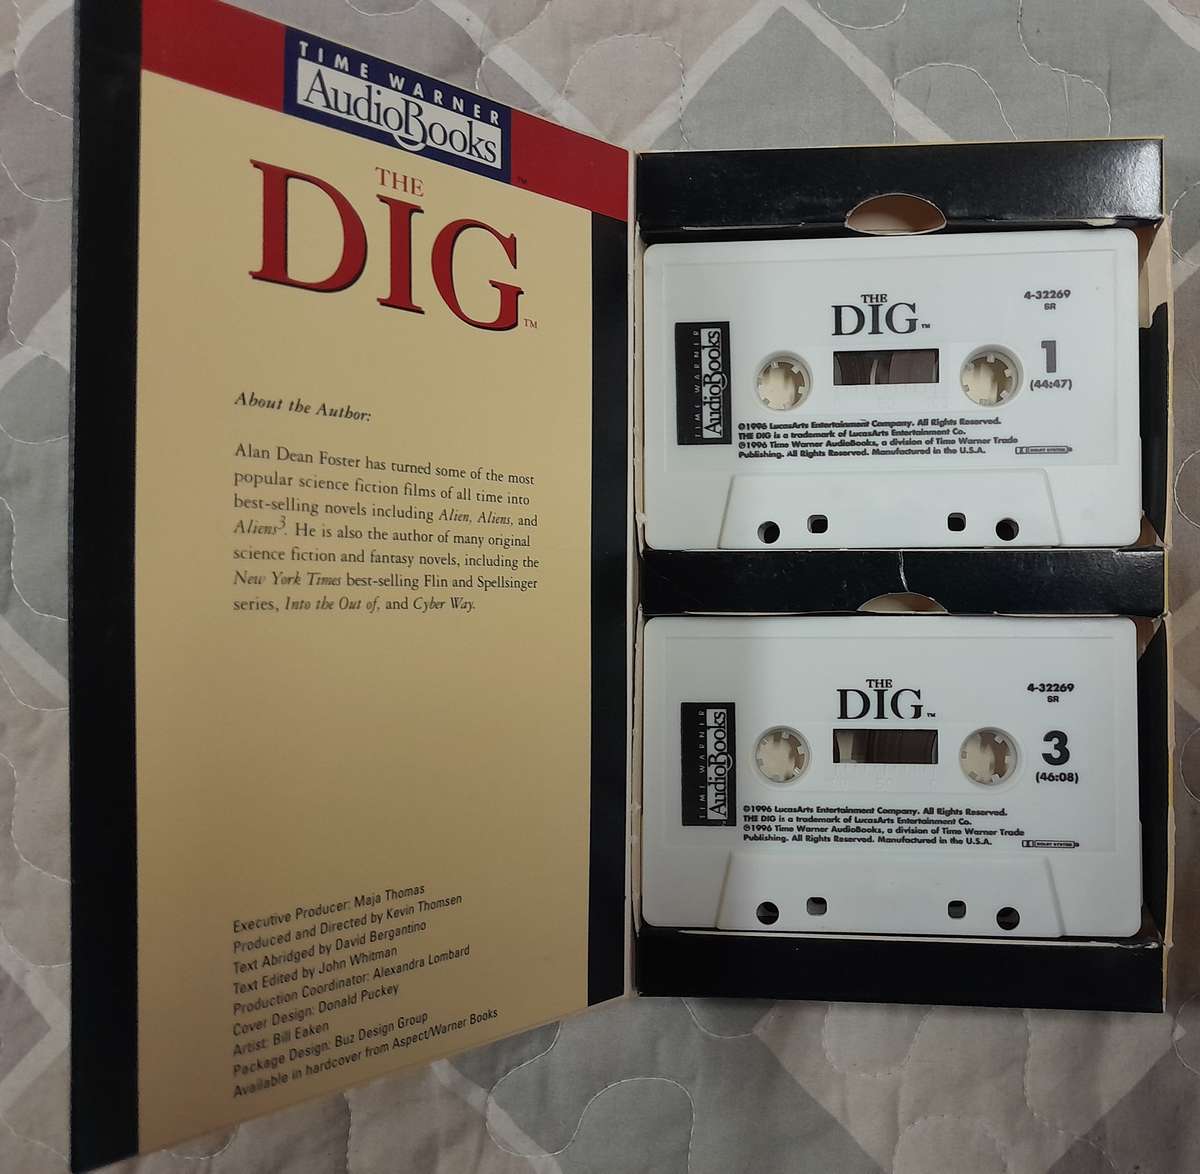 TIME WARNER
AudioBooks™
THE
DIG™
About the Author:
Alan Dean Foster has turned some of the most
popular science fiction films of all time into
best-selling novels including Alien, Aliens, and
Aliens³. He is also the author of many original
science fiction and fantasy novels, including the
New York Times best-selling Flin and Spellsinger
series, Into the Out of, and Cyber Way.
Executive Producer: Maja Thomas
Produced and Directed by Kevin Thomsen
Text Abridged by David Bergantino
Text Edited by John Whitman
Production Coordinator: Alexandra Lombard
Cover Design: Donald Puckey
Artist: Bill Eaken
Package Design: Buz Design Group
Available in hardcover from Aspect/Warner Books
TIME WARNER
AudioBooks
THE
DIG™
4-32269
SR
1
(44:47)
©1996 LucasArts Entertainment Company. All Rights Reserved.
THE DIG is a trademark of LucasArts Entertainment Co.
℗1996 Time Warner AudioBooks, a division of Time Warner Trade
Publishing. All Rights Reserved. Manufactured in the U.S.A.
DOLBY SYSTEM
TIME WARNER
AudioBooks
THE
DIG™
4-32269
SR
3
(46:08)
©1996 LucasArts Entertainment Company. All Rights Reserved.
THE DIG is a trademark of LucasArts Entertainment Co.
℗1996 Time Warner AudioBooks, a division of Time Warner Trade
Publishing. All Rights Reserved. Manufactured in the U.S.A.
DOLBY SYSTEM